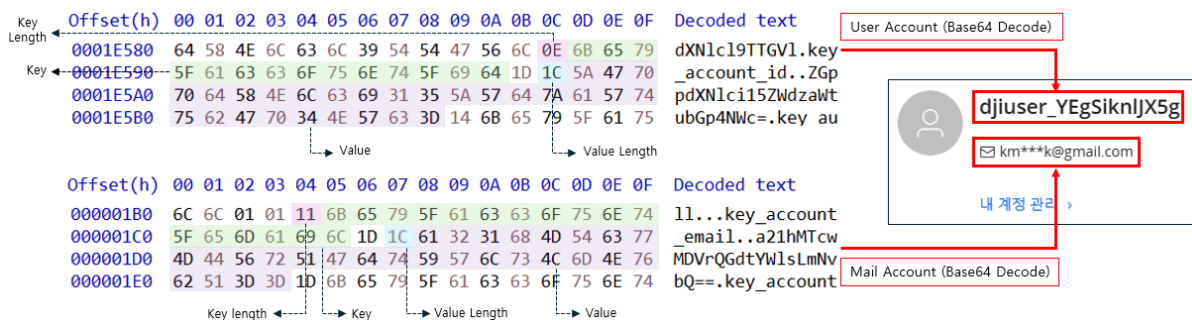 Key Length
Offset(h) 00 01 02 03 04 05 06 07 08 09 0A 0B 0C 0D 0E 0F Decoded text
0001E580 64 58 4E 6C 63 6C 39 54 54 47 56 6C 0E 6B 65 79 dXNlcl9TTGVl.key
Key
0001E590 5F 61 63 63 6F 75 6E 74 5F 69 64 1D 1C 5A 47 70 _account_id..ZGp
0001E5A0 70 64 58 4E 6C 63 69 31 35 5A 57 64 7A 61 57 74 pdXNlci15ZWdzaWt
0001E5B0 75 62 47 70 34 4E 57 63 3D 14 6B 65 79 5F 61 75 ubGp4NWc=.key_au
Value
Value Length
Offset(h) 00 01 02 03 04 05 06 07 08 09 0A 0B 0C 0D 0E 0F Decoded text
000001B0 6C 6C 01 01 11 6B 65 79 5F 61 63 63 6F 75 6E 74 ll...key_account
000001C0 5F 65 6D 61 69 6C 1D 1C 61 32 31 68 4D 54 63 77 _email..a21hMTcw
000001D0 4D 44 56 72 51 47 64 74 59 57 6C 73 4C 6D 4E 76 MDVrQGdtYWlsLmNv
000001E0 62 51 3D 3D 1D 6B 65 79 5F 61 63 63 6F 75 6E 74 bQ==.key_account
Key length
Key
Value Length
Value
User Account (Base64 Decode)
djiuser_YEgSiknlJX5g
km***k@gmail.com
내 계정 관리 >
Mail Account (Base64 Decode)